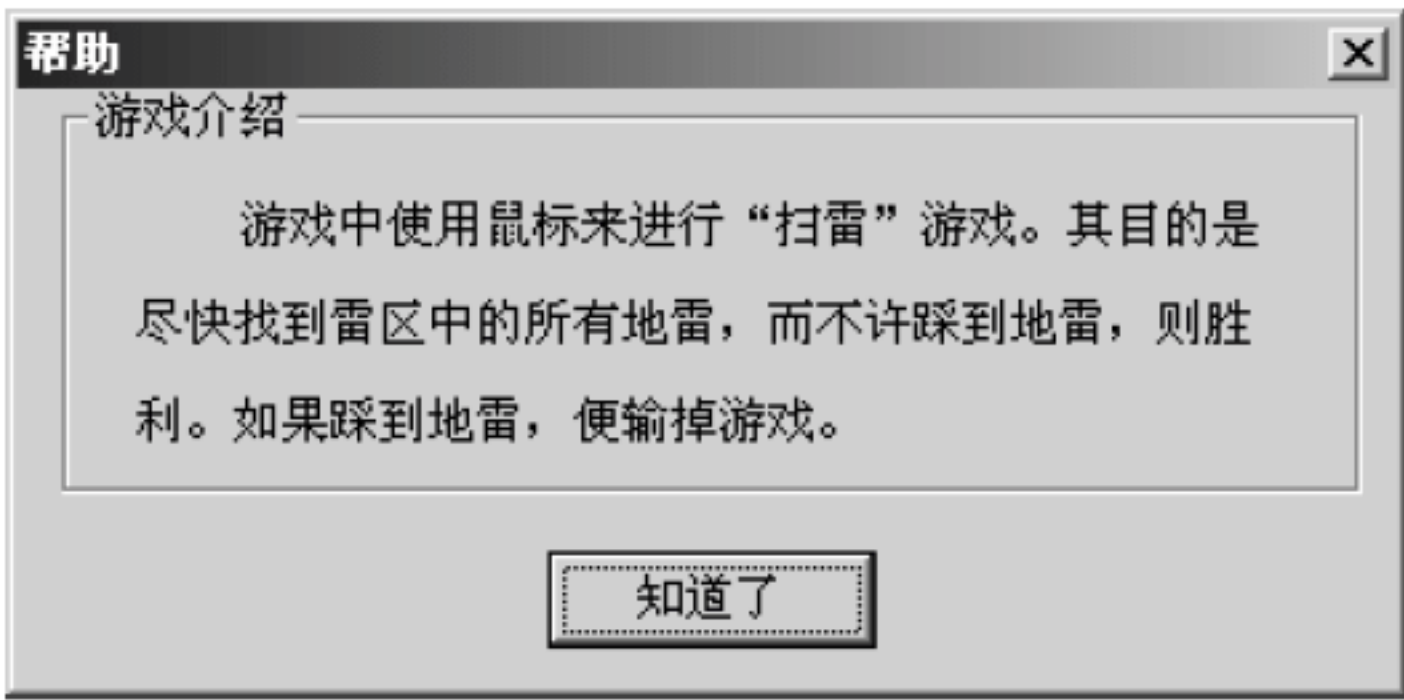 帮助
游戏介绍
游戏中使用鼠标来进行“扫雷”游戏。其目的是
尽快找到雷区中的所有地雷，而不许踩到地雷，则胜
利。如果踩到地雷，便输掉游戏。
知道了